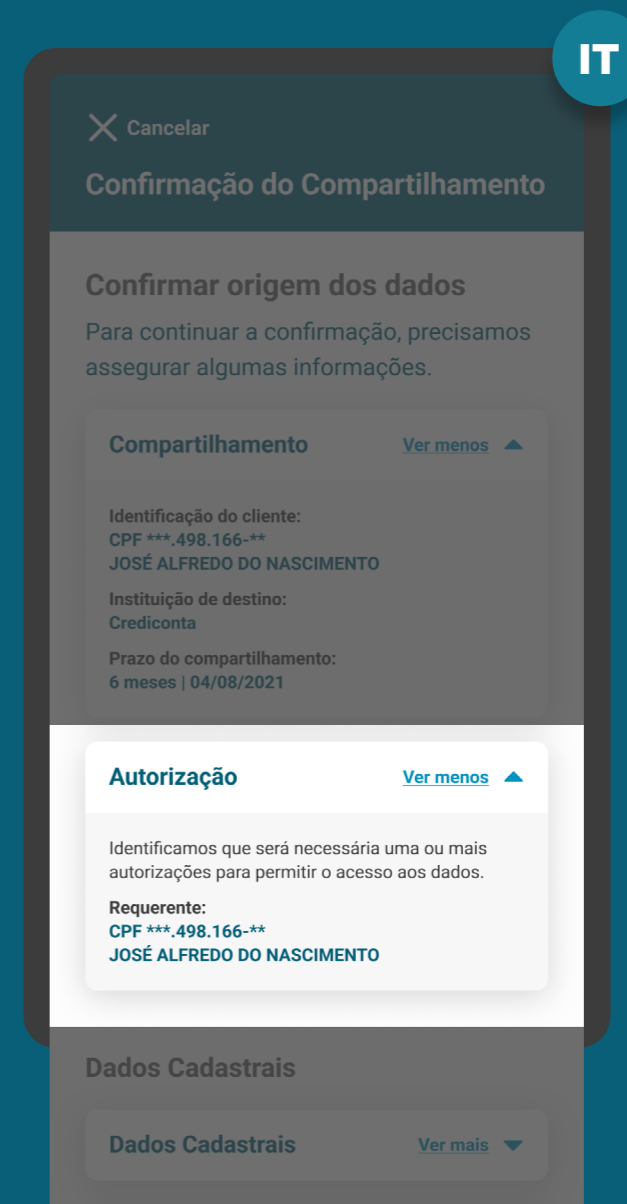 IT
Cancelar
Confirmação do Compartilhamento
Confirmar origem dos dados
Para continuar a confirmação, precisamos
assegurar algumas informações.
Compartilhamento Ver menos
Identificação do cliente:
CPF ***.498.166-**
JOSÉ ALFREDO DO NASCIMENTO
Instituição de destino:
Crediconta
Prazo do compartilhamento:
6 meses | 04/08/2021
Autorização Ver menos
Identificamos que será necessária uma ou mais
autorizações para permitir o acesso aos dados.
Requerente:
CPF ***.498.166-**
JOSÉ ALFREDO DO NASCIMENTO
Dados Cadastrais
Dados Cadastrais Ver mais